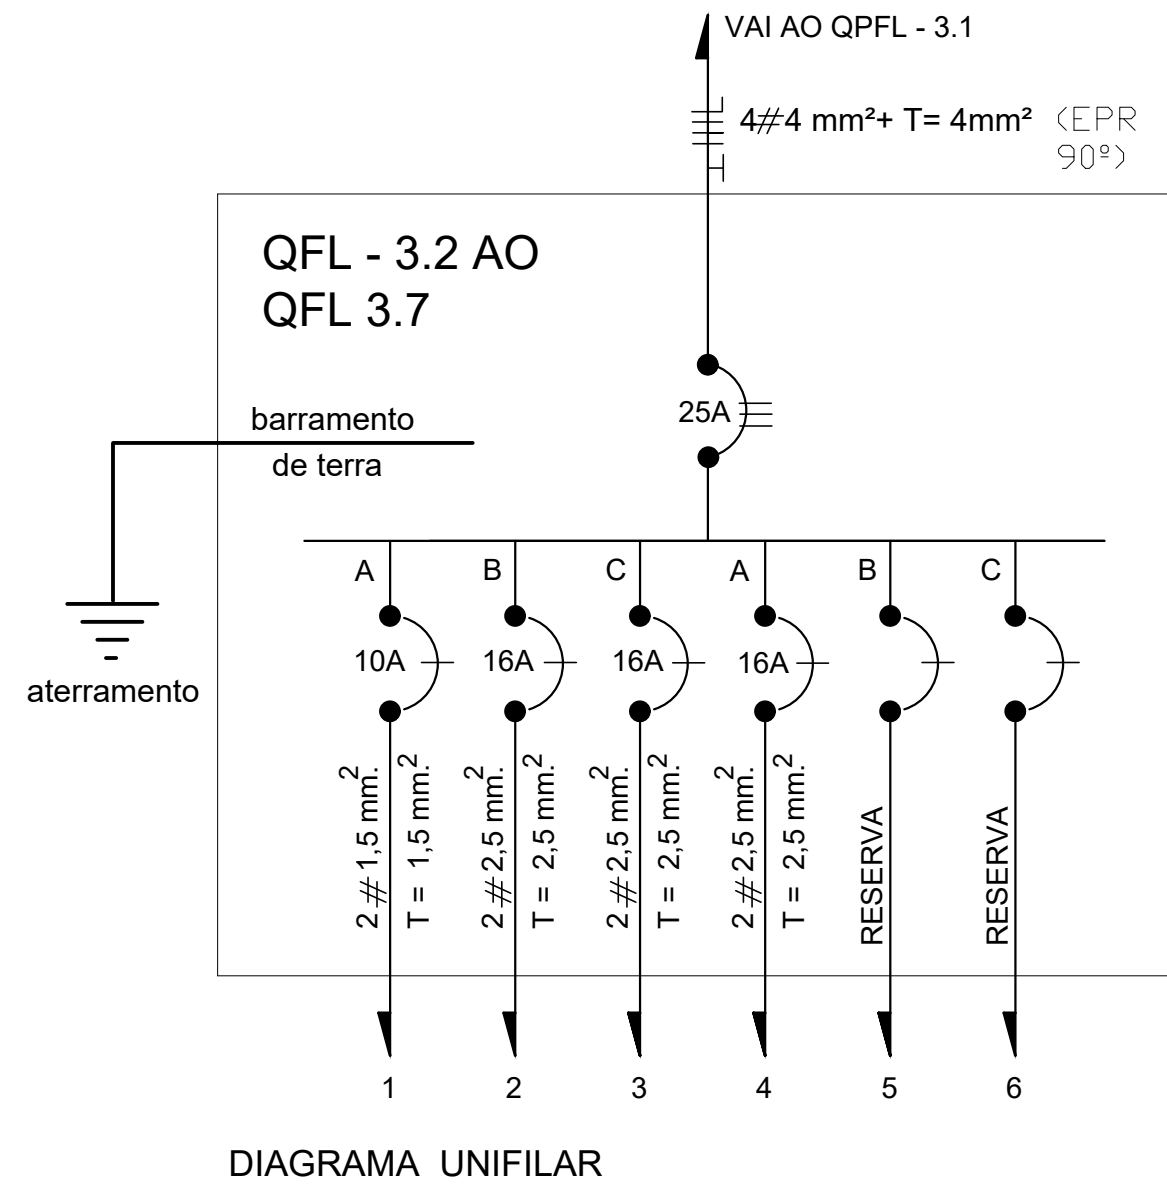 VAI AO QPFL - 3.1
4#4 mm²+ T= 4mm² (EPR
90º)
QFL - 3.2 AO
QFL 3.7
barramento
de terra
aterramento
25A
A B C A B C
10A 16A 16A 16A
2 # 1,5 mm.²
T = 1,5 mm.²
2 # 2,5 mm.²
T = 2,5 mm.²
2 # 2,5 mm.²
T = 2,5 mm.²
2 # 2,5 mm.²
T = 2,5 mm.²
RESERVA
RESERVA
1 2 3 4 5 6
DIAGRAMA UNIFILAR